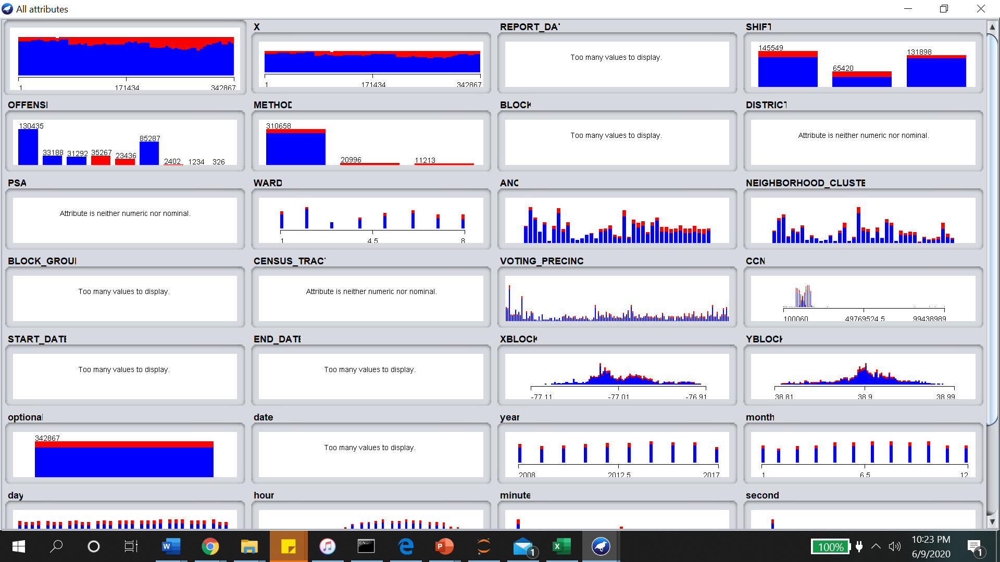 All attributes
X
REPORT_DA
SHIFT
1
171434
342867
1
171434
342867
Too many values to display.
145549
65420
131898
OFFENS
METHOD
BLOCK
DISTRICT
130435
33188
31292
35267
23436
85287
2402
1234
326
310658
20996
11213
Too many values to display.
Attribute is neither numeric nor nominal.
PSA
WARD
ANC
NEIGHBORHOOD_CLUSTE
Attribute is neither numeric nor nominal.
1
4.5
8
BLOCK_GROU
CENSUS_TRAC
VOTING_PRECINC
CCN
Too many values to display.
Attribute is neither numeric nor nominal.
100060
49769524.5
99438989
START_DATE
END_DATE
XBLOCK
YBLOCK
Too many values to display.
Too many values to display.
-77.11
-77.01
-76.91
38.81
38.9
38.99
optional
date
year
month
342867
Too many values to display.
2008
2012.5
2017
1
6.5
12
day
hour
minute
second
100%
10:23 PM
6/9/2020
1
1